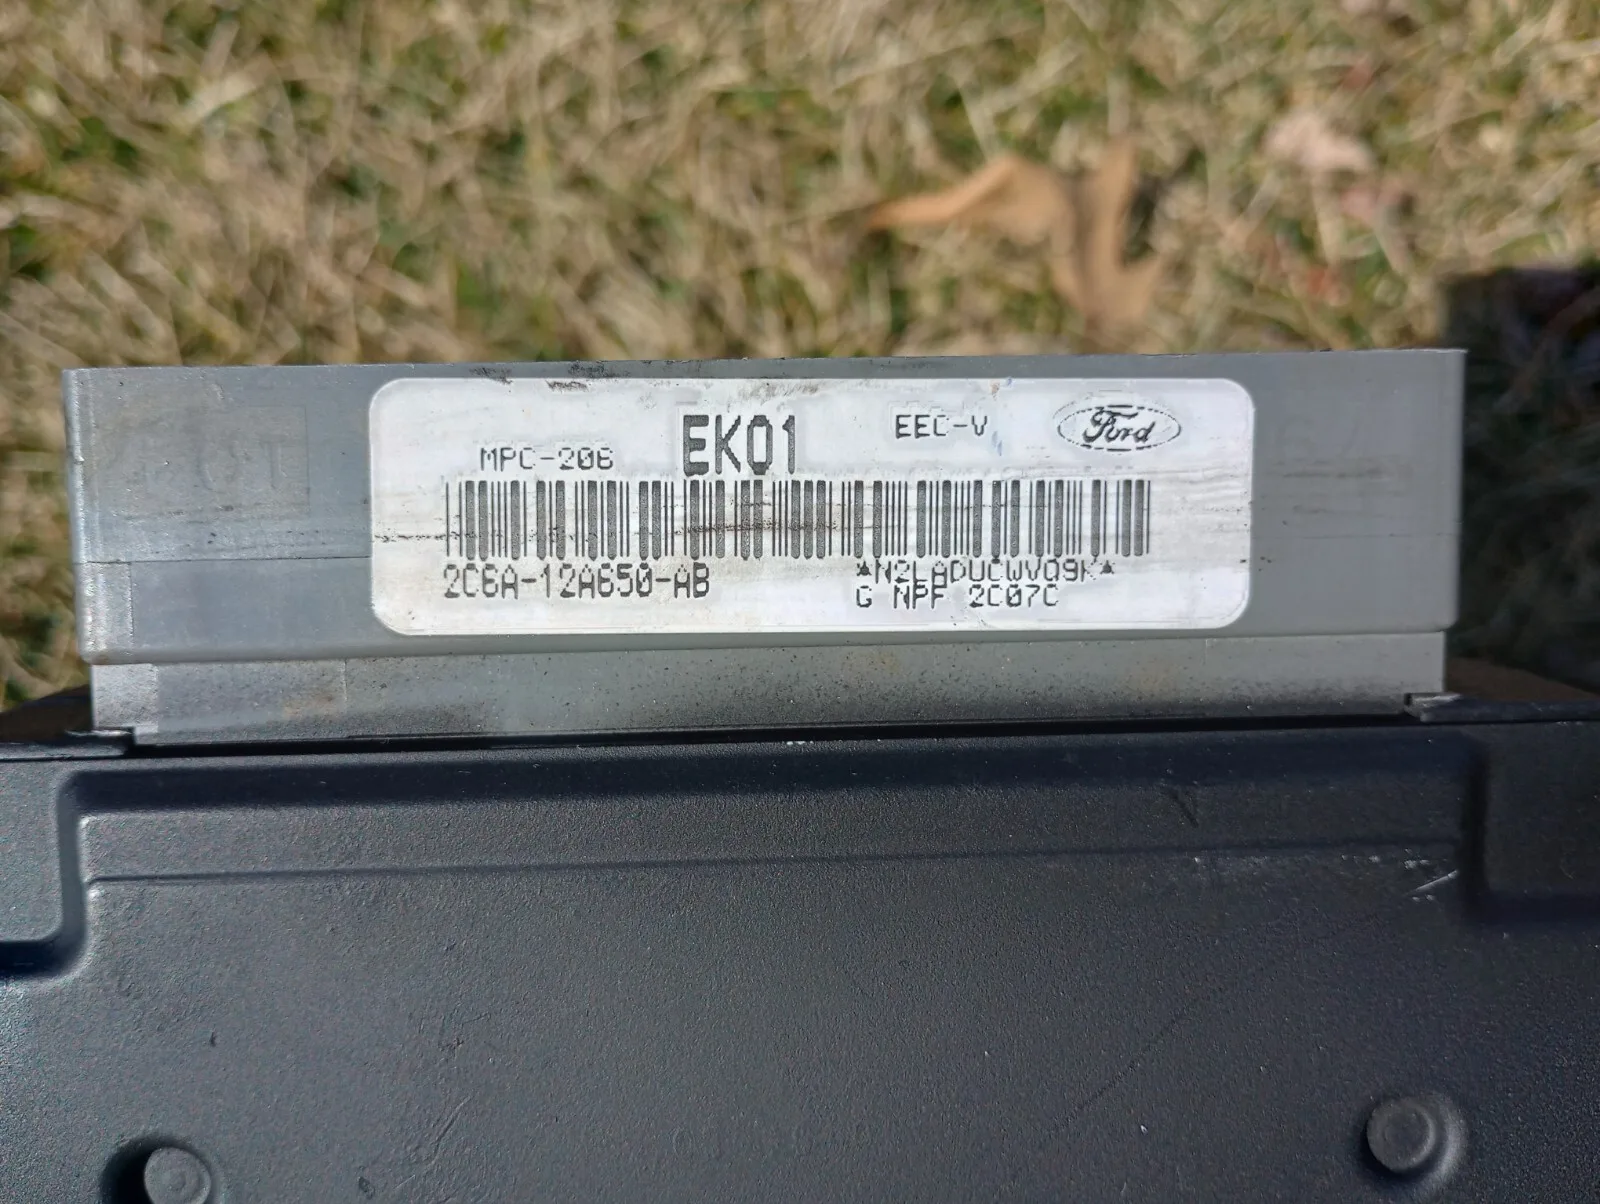 EK01
EEC-V
Ford
MPC-206
2C6A-12A650-AB
*N2LADUCWVQ9K*
G NPF 2C07C